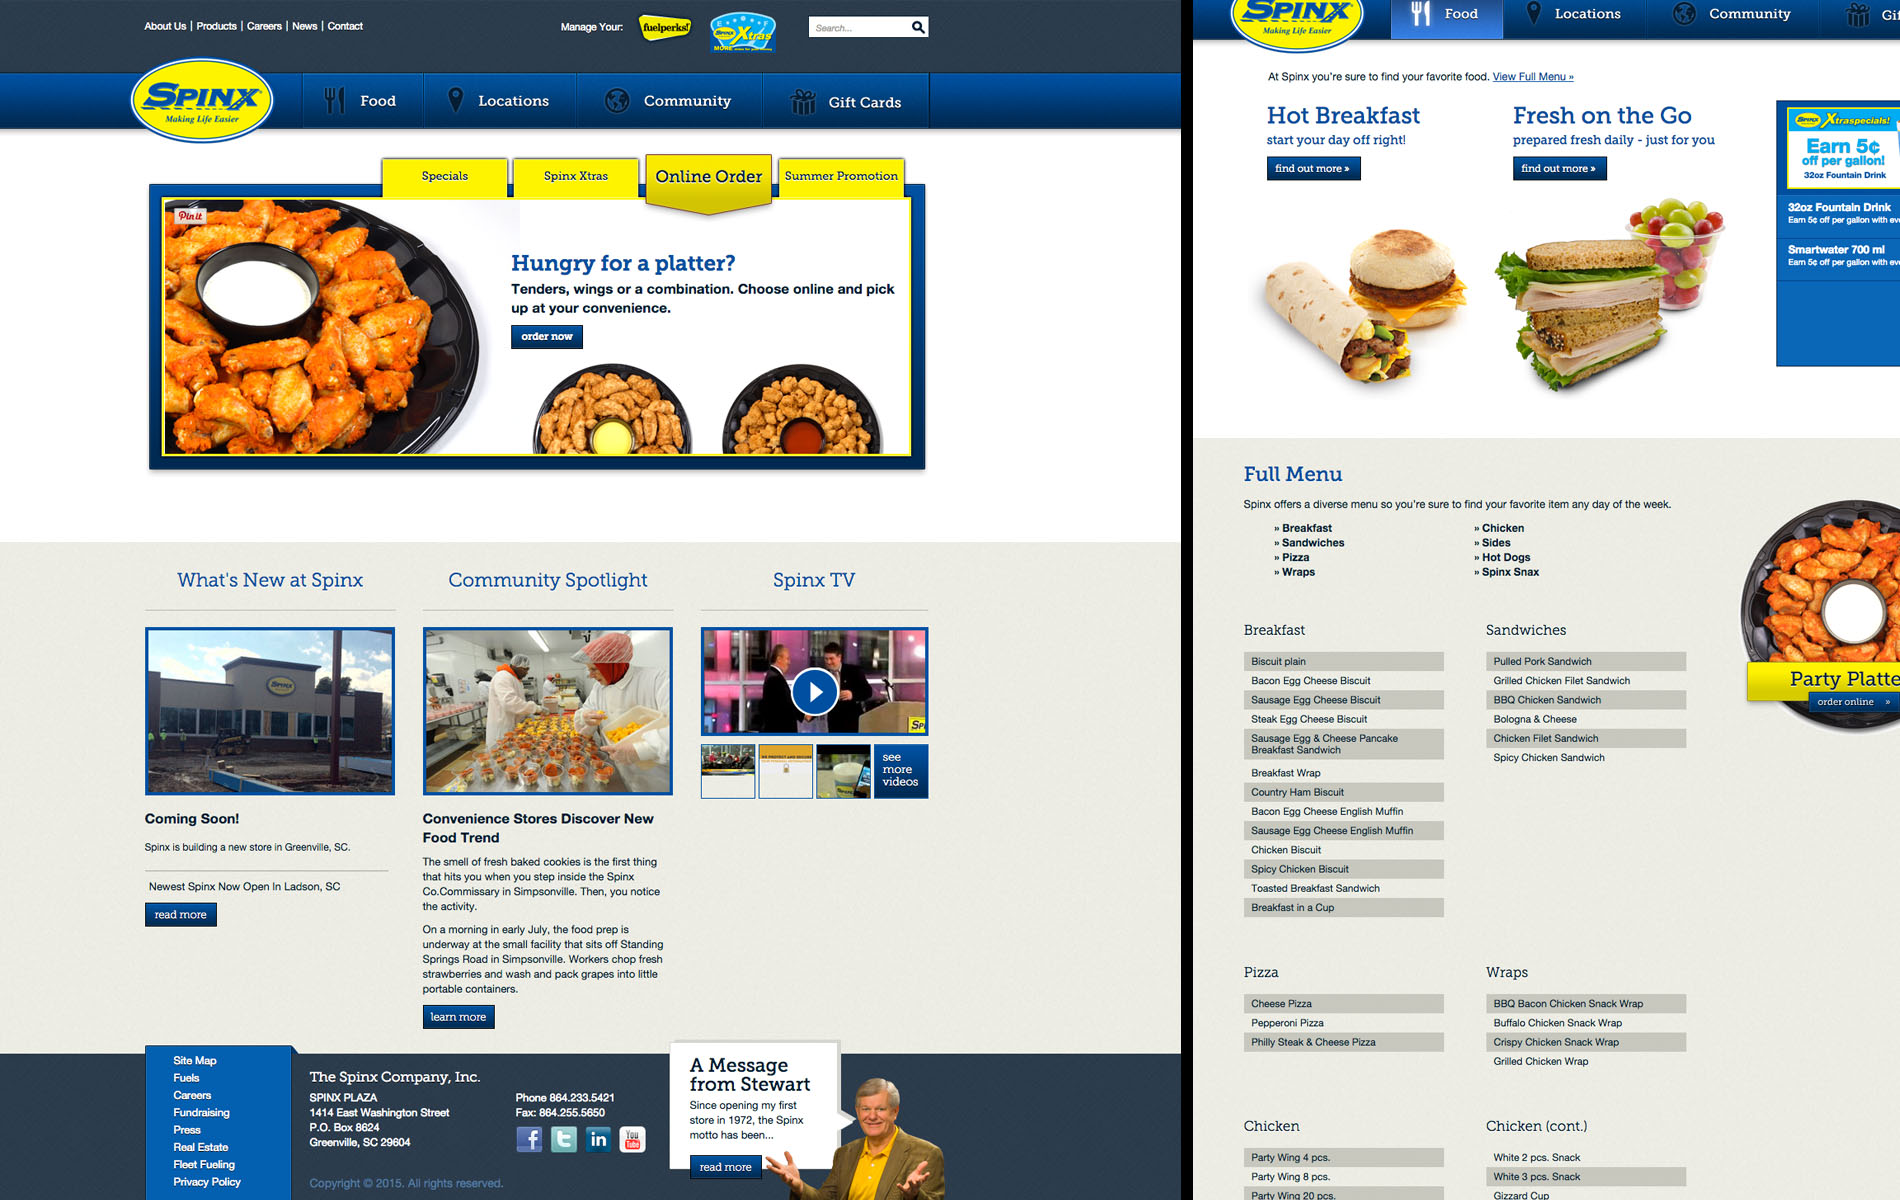 About Us | Products | Careers | News | Contact
Manage Your:
fuelperks!
Spinx Xtras
MORE
Search...
SPINX
Making Life Easier
Food
Locations
Community
Gift Cards
Specials
Spinx Xtras
Online Order
Summer Promotion
Pin it
Hungry for a platter?
Tenders, wings or a combination. Choose online and pick
up at your convenience.
order now
What's New at Spinx
SPINX
Coming Soon!
Spinx is building a new store in Greenville, SC.
Newest Spinx Now Open In Ladson, SC
read more
Community Spotlight
Convenience Stores Discover New
Food Trend
The smell of fresh baked cookies is the first thing
that hits you when you step inside the Spinx
Co.Commissary in Simpsonville. Then, you notice
the activity.
On a morning in early July, the food prep is
underway at the small facility that sits off Standing
Springs Road in Simpsonville. Workers chop fresh
strawberries and wash and pack grapes into little
portable containers.
learn more
Spinx TV
SP
see
more
videos
Site Map
Fuels
Careers
Fundraising
Press
Real Estate
Fleet Fueling
Privacy Policy
The Spinx Company, Inc.
SPINX PLAZA
1414 East Washington Street
P.O. Box 8624
Greenville, SC 29604
Phone 864.233.5421
Fax: 864.255.5650
f
t
in
You
Tube
Copyright © 2015. All rights reserved.
A Message
from Stewart
Since opening my first
store in 1972, the Spinx
motto has been...
read more
SPINX
Making Life Easier
Food
Locations
Community
Gi
At Spinx you're sure to find your favorite food. View Full Menu »
Hot Breakfast
start your day off right!
find out more »
Fresh on the Go
prepared fresh daily - just for you
find out more »
SPINX Xtraspecials!
Earn 5¢
off per gallon!
32oz Fountain Drink
32oz Fountain Drink
Earn 5¢ off per gallon with ev
Smartwater 700 ml
Earn 5¢ off per gallon with ev
Full Menu
Spinx offers a diverse menu so you're sure to find your favorite item any day of the week.
» Breakfast
» Sandwiches
» Pizza
» Wraps
» Chicken
» Sides
» Hot Dogs
» Spinx Snax
Party Platte
order online »
Breakfast
Biscuit plain
Bacon Egg Cheese Biscuit
Sausage Egg Cheese Biscuit
Steak Egg Cheese Biscuit
Sausage Egg & Cheese Pancake
Breakfast Sandwich
Breakfast Wrap
Country Ham Biscuit
Bacon Egg Cheese English Muffin
Sausage Egg Cheese English Muffin
Chicken Biscuit
Spicy Chicken Biscuit
Toasted Breakfast Sandwich
Breakfast in a Cup
Sandwiches
Pulled Pork Sandwich
Grilled Chicken Filet Sandwich
BBQ Chicken Sandwich
Bologna & Cheese
Chicken Filet Sandwich
Spicy Chicken Sandwich
Pizza
Cheese Pizza
Pepperoni Pizza
Philly Steak & Cheese Pizza
Wraps
BBQ Bacon Chicken Snack Wrap
Buffalo Chicken Snack Wrap
Crispy Chicken Snack Wrap
Grilled Chicken Wrap
Chicken
Party Wing 4 pcs.
Party Wing 8 pcs.
Party Wing 20 pcs.
Chicken (cont.)
White 2 pcs. Snack
White 3 pcs. Snack
Gizzard Cup